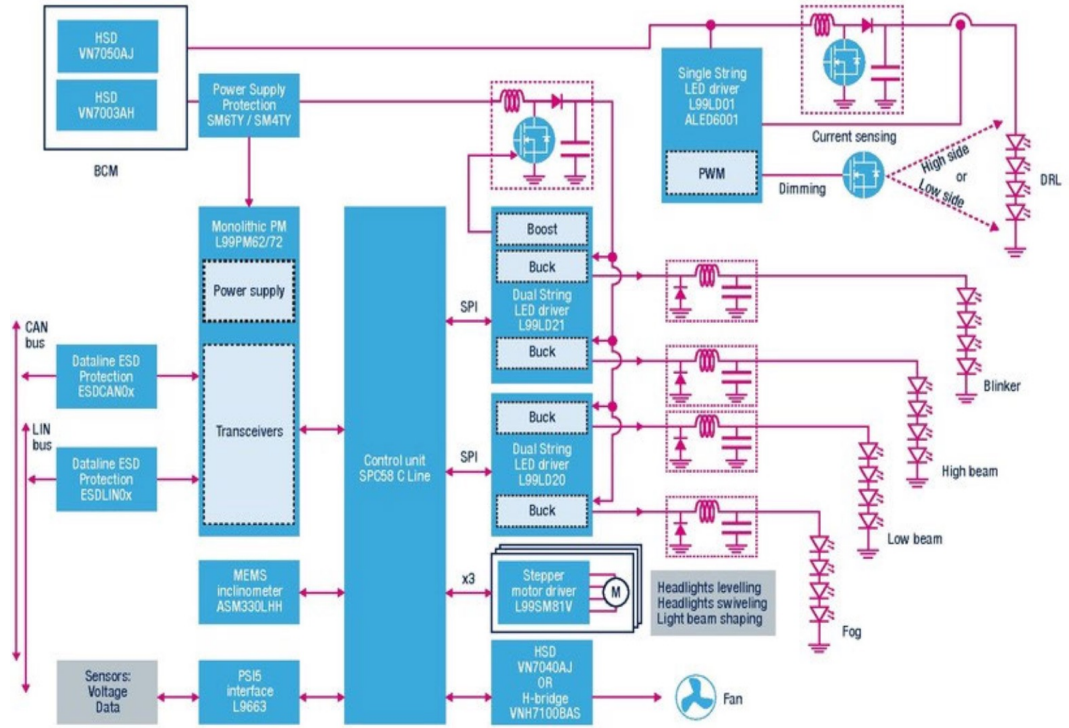 HSD
VN7050AJ
HSD
VN7003AH
BCM
Power Supply
Protection
SM6TY / SM4TY
Single String
LED driver
L99LD01
ALED6001
PWM
Current sensing
Dimming
High side
or
Low side
DRL
Monolithic PM
L99PM62/72
Power supply
Transceivers
CAN
bus
Dataline ESD
Protection
ESDCAN0x
LIN
bus
Dataline ESD
Protection
ESDLIN0x
Control unit
SPC58 C Line
SPI
Boost
Buck
Dual String
LED driver
L99LD21
Buck
Blinker
High beam
SPI
Buck
Dual String
LED driver
L99LD20
Buck
Low beam
Fog
MEMS
inclinometer
ASM330LHH
x3
Stepper
motor driver
L99SM81V
M
Headlights levelling
Headlights swiveling
Light beam shaping
Sensors:
Voltage
Data
PSI5
interface
L9663
HSD
VN7040AJ
OR
H-bridge
VNH7100BAS
Fan